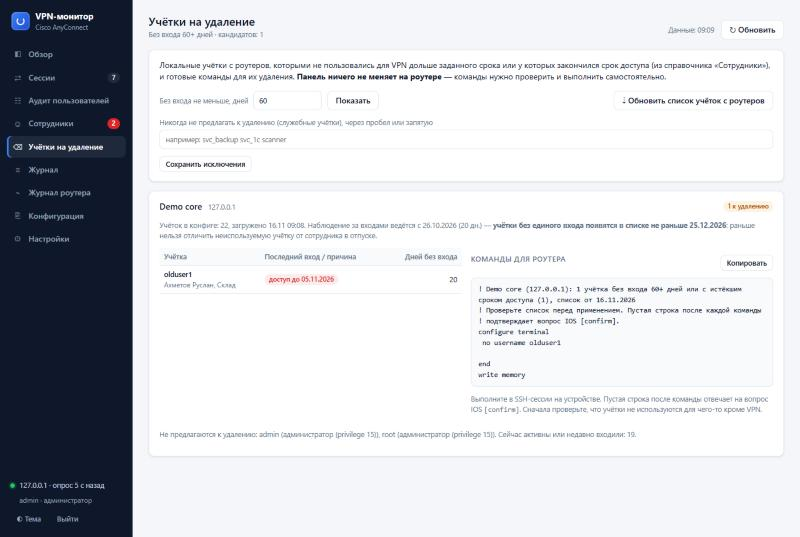 VPN-монитор
Cisco AnyConnect
Обзор
Сессии 7
Аудит пользователей
Сотрудники 2
Учётки на удаление
Журнал
Журнал роутера
Конфигурация
Настройки
127.0.0.1 · опрос 5 с назад
admin · администратор
Тема Выйти
Учётки на удаление
Без входа 60+ дней · кандидатов: 1
Данные: 09:09 ↻ Обновить
Локальные учётки с роутеров, которыми не пользовались для VPN дольше заданного срока или у которых закончился срок доступа (из справочника «Сотрудники»),
и готовые команды для их удаления. Панель ничего не меняет на роутере — команды нужно проверить и выполнить самостоятельно.
Без входа не меньше, дней 60 Показать ↓ Обновить список учёток с роутеров
Никогда не предлагать к удалению (служебные учётки), через пробел или запятую
например: svc_backup svc_1c scanner
Сохранить исключения
Demo core 127.0.0.1 1 к удалению
Учёток в конфиге: 22, загружено 16.11 09:08. Наблюдение за входами ведётся с 26.10.2026 (20 дн.) — учётки без единого входа появятся в списке не раньше 25.12.2026: раньше
нельзя отличить неиспользуемую учётку от сотрудника в отпуске.
Учётка Последний вход / причина Дней без входа
olduser1 доступ до 05.11.2026 20
Ахметов Руслан, Склад
КОМАНДЫ ДЛЯ РОУТЕРА Копировать
! Demo core (127.0.0.1): 1 учётка без входа 60+ дней или с истёкшим
сроком доступа (1), список от 16.11.2026
! Проверьте список перед применением. Пустая строка после каждой команды
! подтверждает вопрос IOS [confirm].
configure terminal
no username olduser1
end
write memory
Выполните в SSH-сессии на устройстве. Пустая строка после команды отвечает на вопрос
IOS [confirm]. Сначала проверьте, что учётки не используются для чего-то кроме VPN.
Не предлагаются к удалению: admin (администратор (privilege 15)), root (администратор (privilege 15)). Сейчас активны или недавно входили: 19.